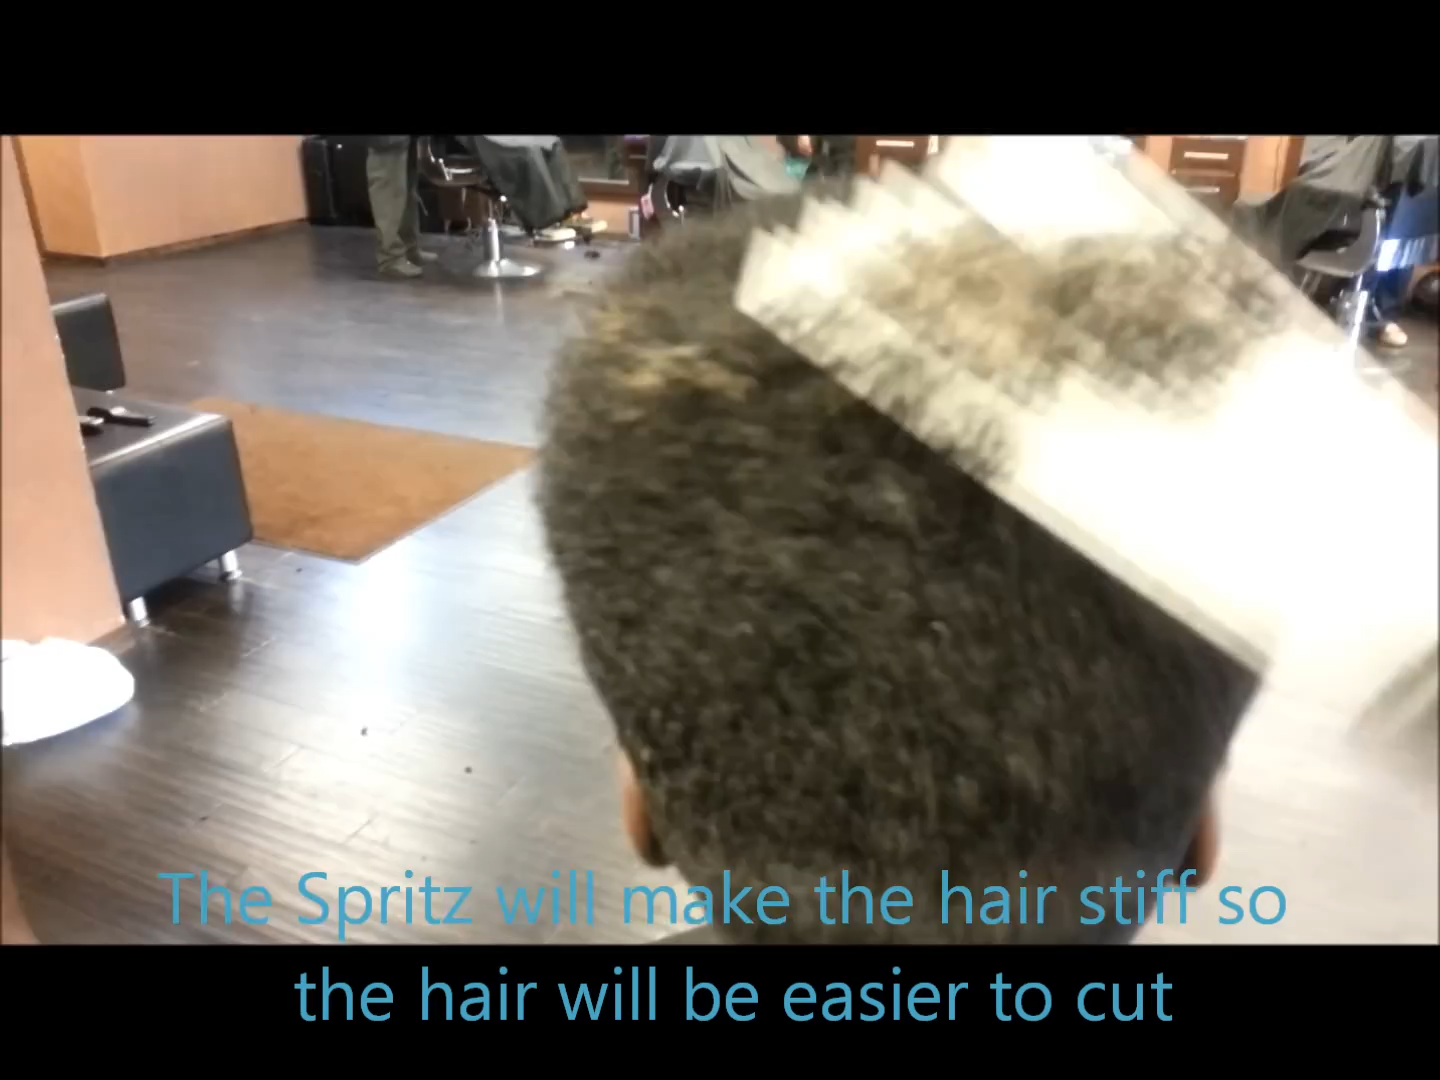 The Spritz will make the hair stiff so
the hair will be easier to cut